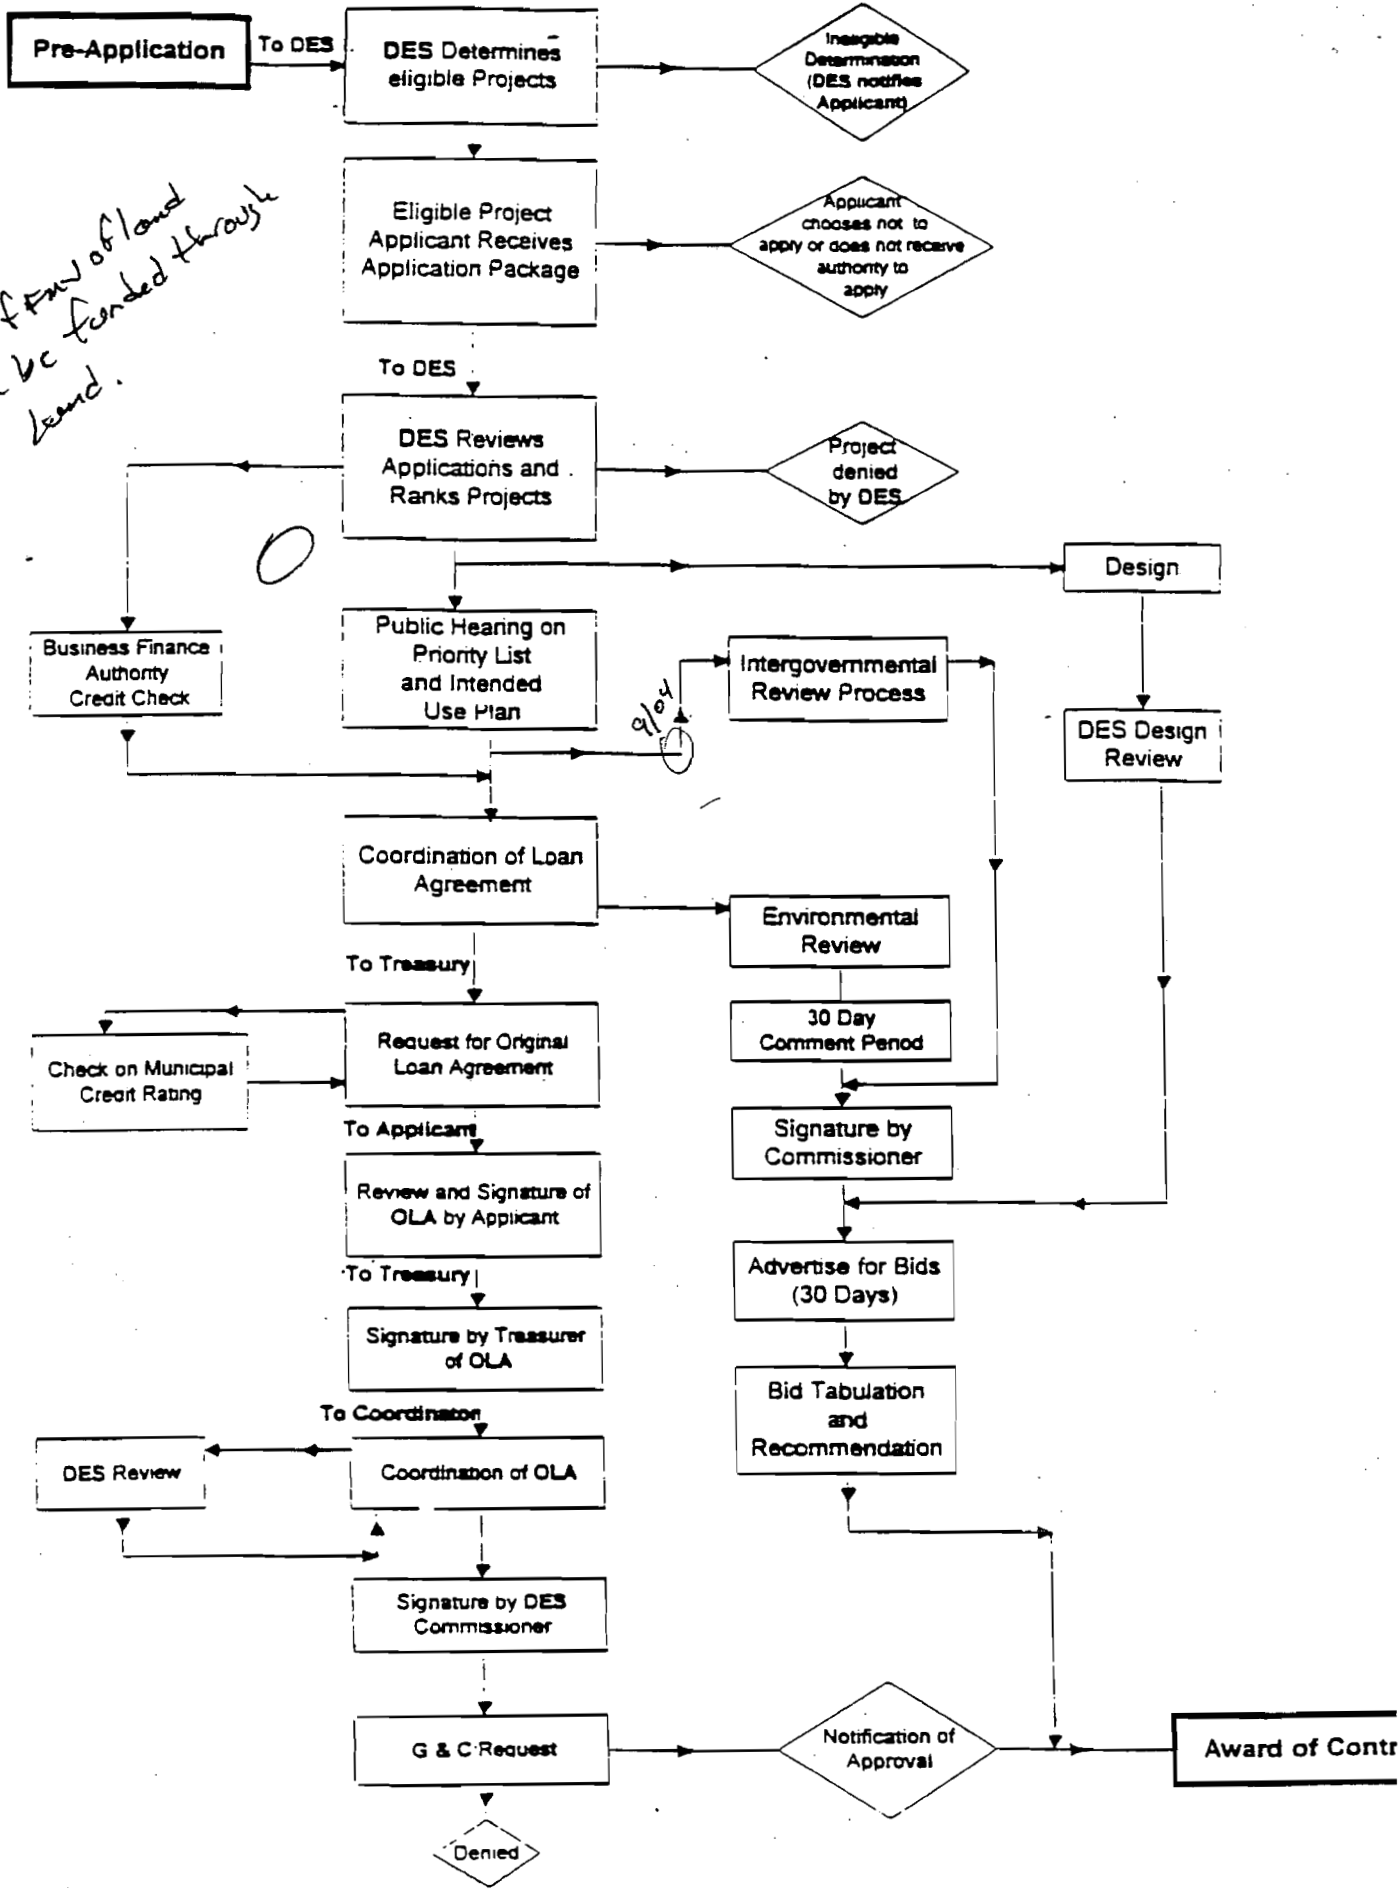 Pre-Application
To DES
DES Determines
eligible Projects
Ineligible
Determination
(DES notifies
Applicant)
Eligible Project
Applicant Receives
Application Package
Applicant
chooses not to
apply or does not receive
authority to
apply
of land
be funded through
To DES
DES Reviews
Applications and
Ranks Projects
Project
denied
by DES
Design
Business Finance
Authority
Credit Check
Public Hearing on
Priority List
and Intended
Use Plan
9/04
Intergovernmental
Review Process
DES Design
Review
Coordination of Loan
Agreement
Environmental
Review
To Treasury
30 Day
Comment Period
Check on Municipal
Credit Rating
Request for Original
Loan Agreement
To Applicant
Signature by
Commissioner
Review and Signature of
OLA by Applicant
To Treasury
Advertise for Bids
(30 Days)
Signature by Treasurer
of OLA
Bid Tabulation
and
Recommendation
To Coordinator
DES Review
Coordination of OLA
Signature by DES
Commissioner
G & C Request
Notification of
Approval
Award of Contr
Denied